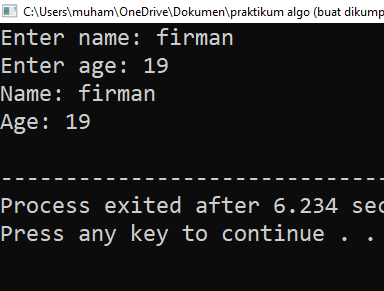 C:\Users\muham\OneDrive\Dokumen\praktikum algo (buat dikump
Enter name: firman
Enter age: 19
Name: firman
Age: 19
--------------------------------
Process exited after 6.234 sec
Press any key to continue . .